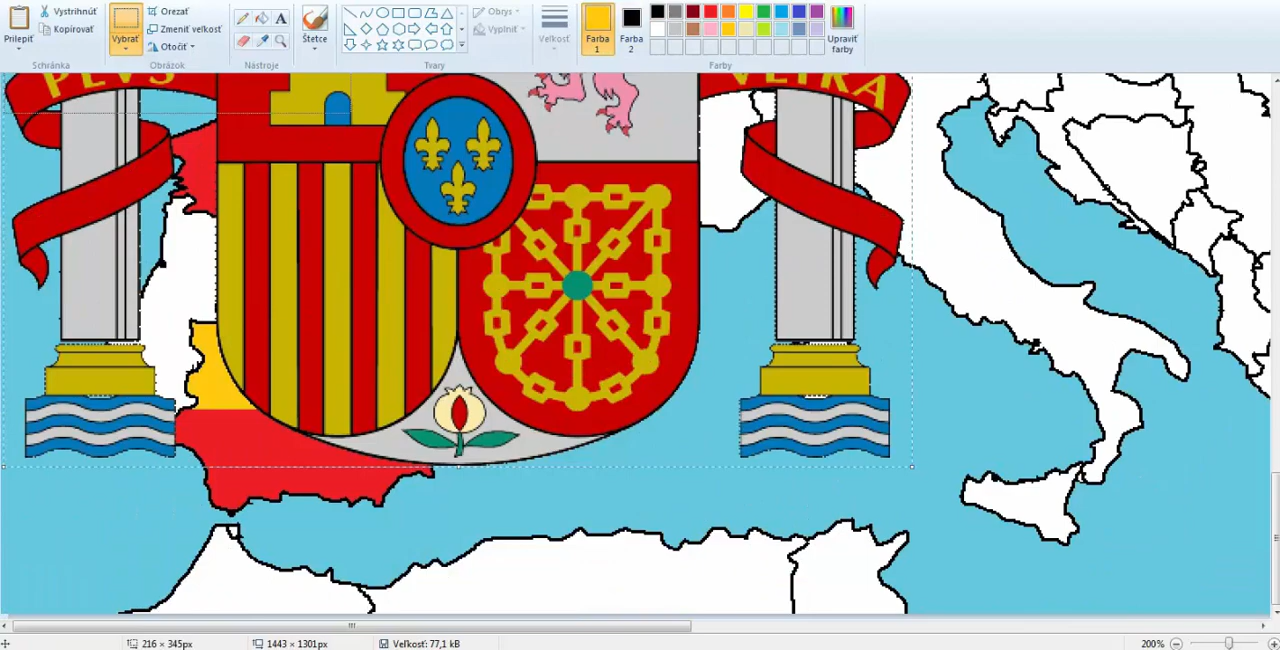 Prilepiť
Vystrihnúť
Kopírovať
Schránka
Vybrať
Orezať
Zmeniť veľkosť
Otočiť
Obrázok
A
Nástroje
Štetce
Obrys
Vyplniť
Tvary
Veľkosť
Farba 1
Farba 2
Upraviť farby
Farby
PLVS
VLTRA
216 × 345px
1443 × 1301px
Veľkosť: 77,1 kB
200%